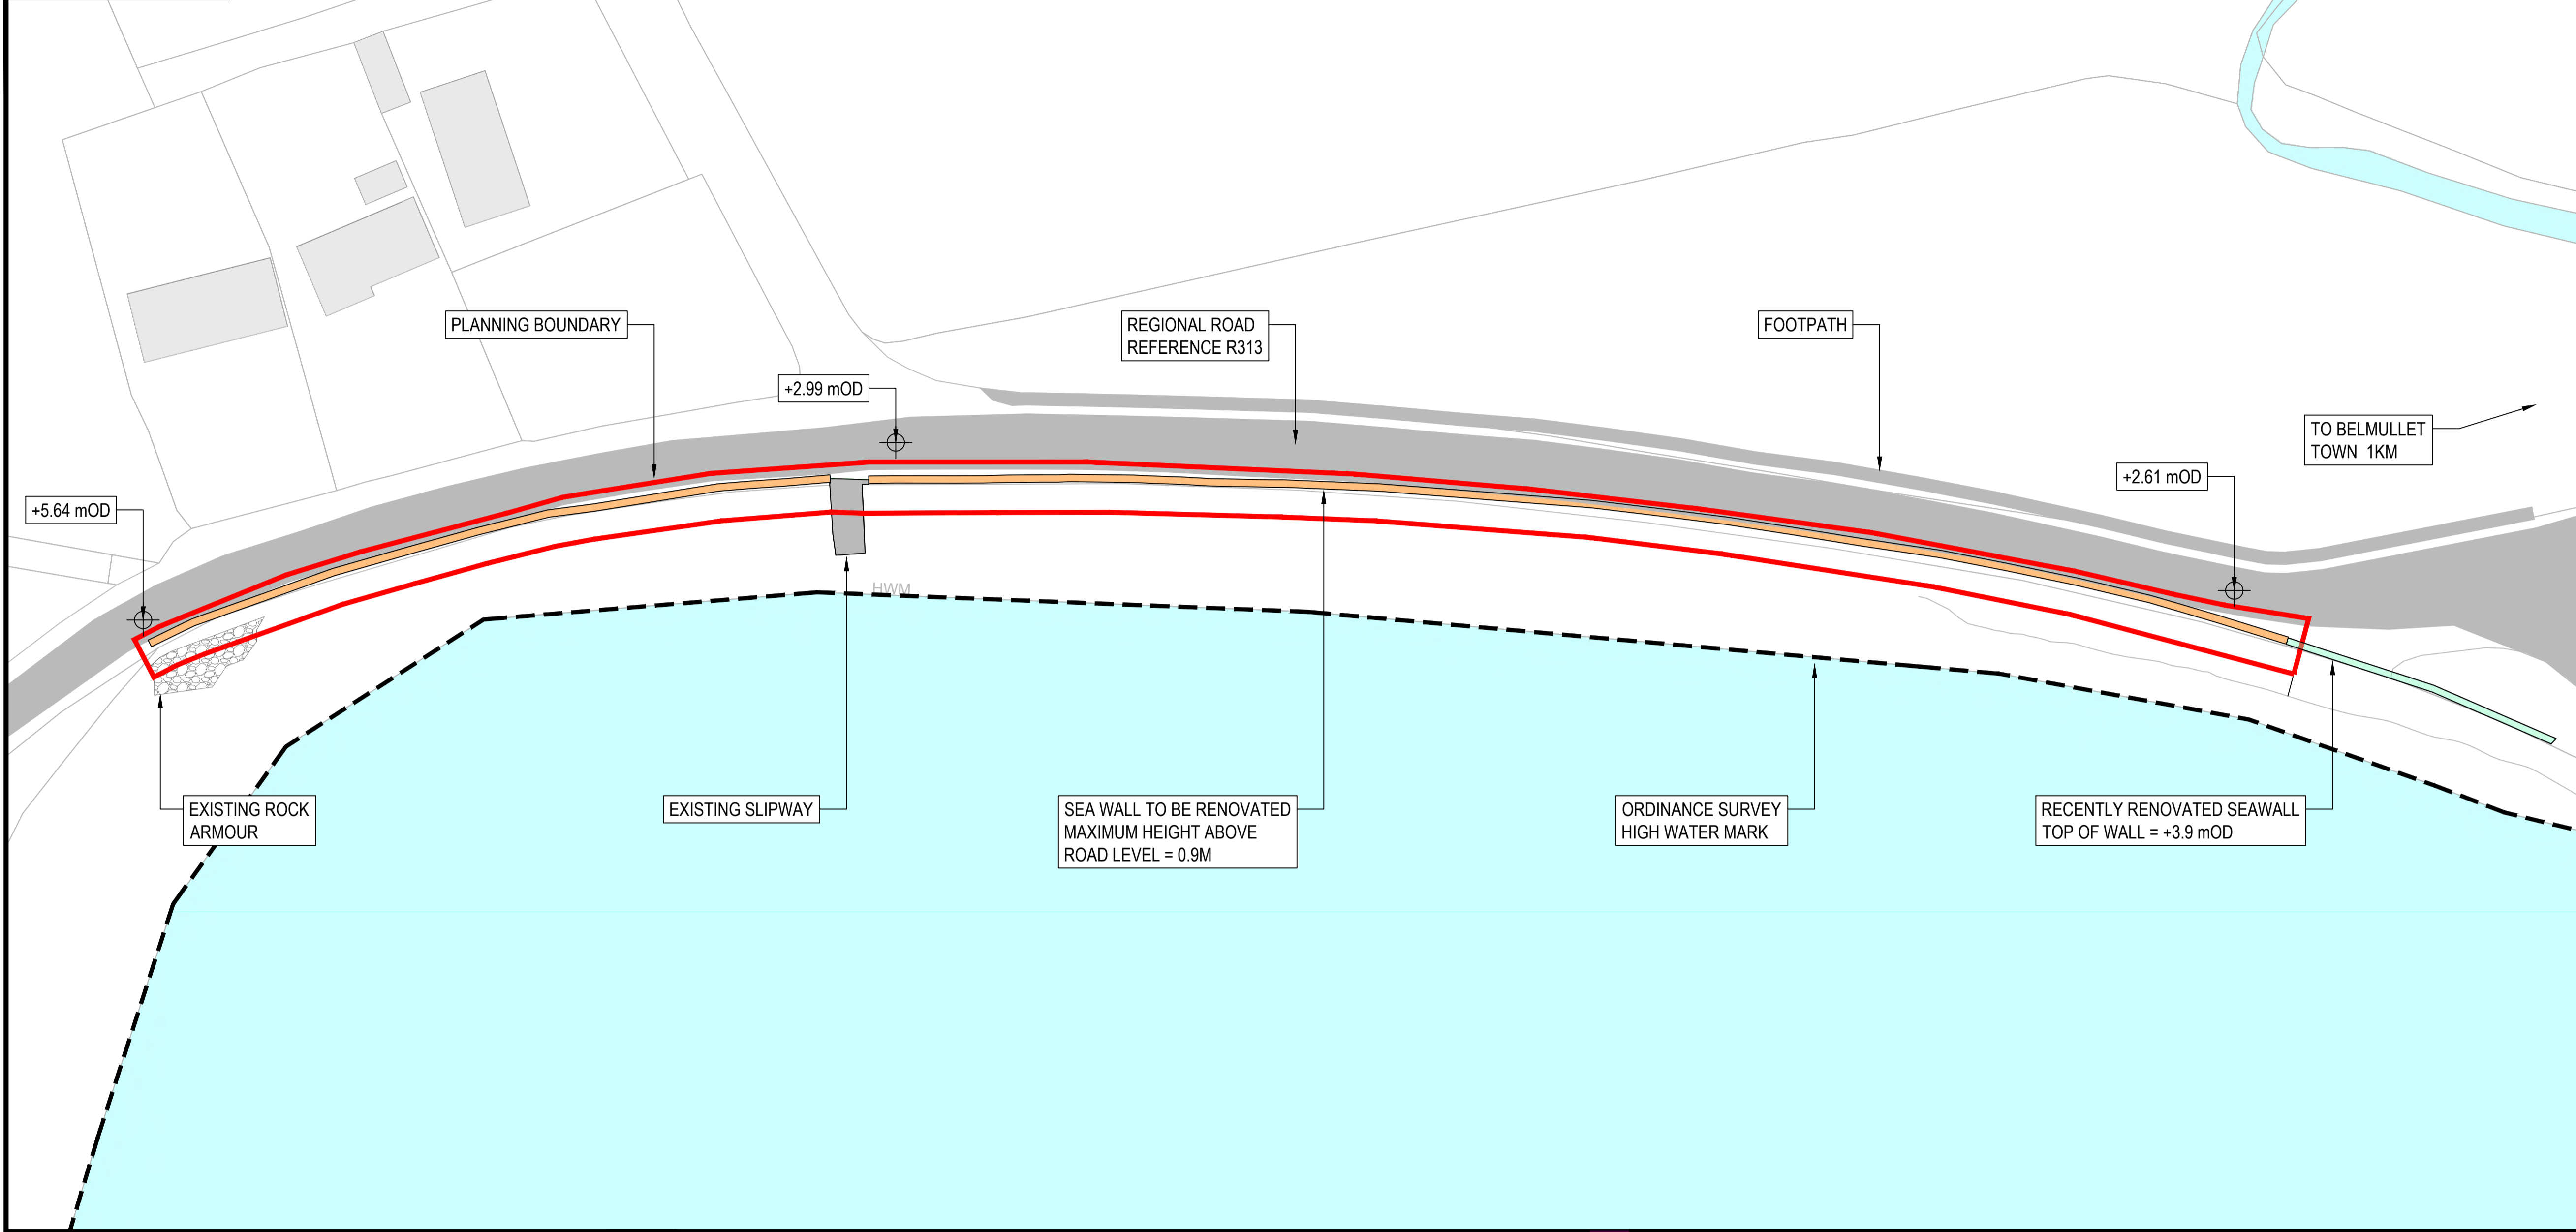 PLANNING BOUNDARY
REGIONAL ROAD
REFERENCE R313
FOOTPATH
+2.99 mOD
TO BELMULLET
TOWN 1KM
+2.61 mOD
+5.64 mOD
HWM
EXISTING ROCK
ARMOUR
EXISTING SLIPWAY
SEA WALL TO BE RENOVATED
MAXIMUM HEIGHT ABOVE
ROAD LEVEL = 0.9M
ORDINANCE SURVEY
HIGH WATER MARK
RECENTLY RENOVATED SEAWALL
TOP OF WALL = +3.9 mOD